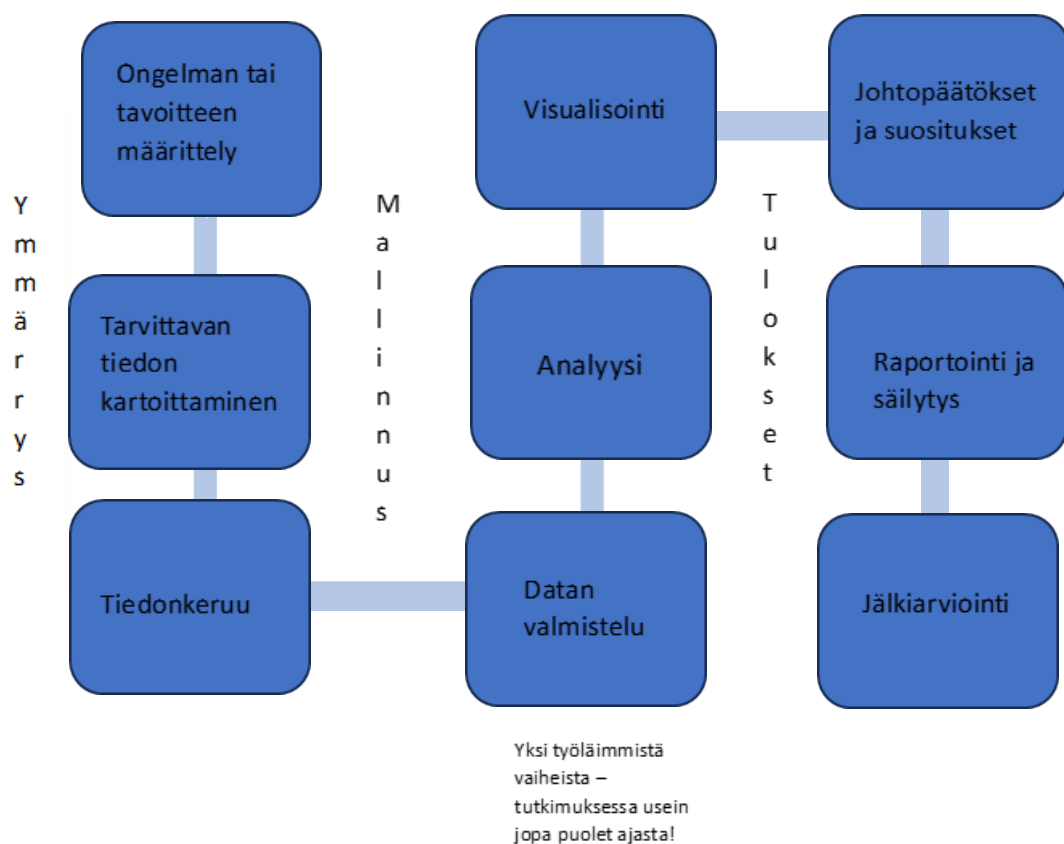 Ymmärrys
Ongelman tai
tavoitteen
määrittely
Tarvittavan
tiedon
kartoittaminen
Tiedonkeruu
Mallinnus
Datan
valmistelu
Yksi työläimmistä
vaiheista –
tutkimuksessa usein
jopa puolet ajasta!
Analyysi
Visualisointi
Tulokset
Johtopäätökset
ja suositukset
Raportointi ja
säilytys
Jälkiarviointi